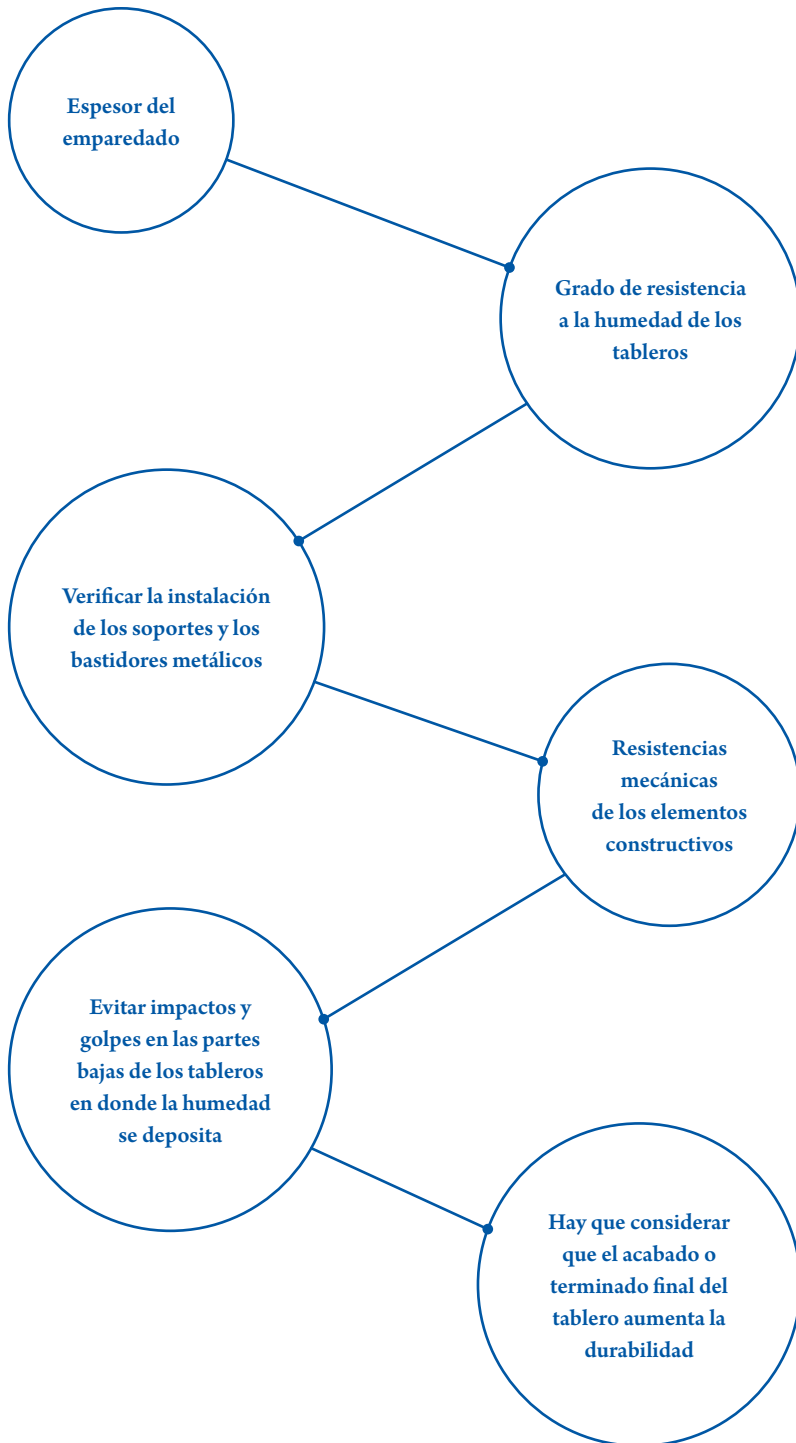 Espesor del
emparedado
Grado de resistencia
a la humedad de los
tableros
Verificar la instalación
de los soportes y los
bastidores metálicos
Resistencias
mecánicas
de los elementos
constructivos
Evitar impactos y
golpes en las partes
bajas de los tableros
en donde la humedad
se deposita
Hay que considerar
que el acabado o
terminado final del
tablero aumenta la
durabilidad